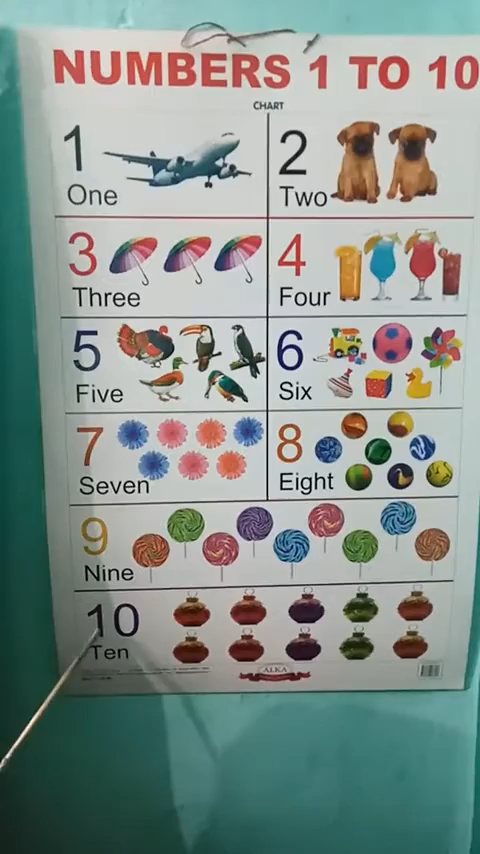 NUMBERS 1 TO 10
CHART
1
One
2
Two
3
Three
4
Four
5
Five
6
Six
7
Seven
8
Eight
9
Nine
10
Ten
ALKA